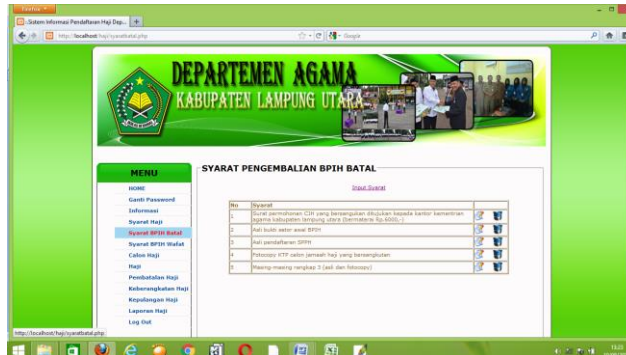 Firefox
:.Sistem Informasi Pendaftaran Haji Dep...
http://localhost/haji/syaratbatal.php
Google
DEPARTEMEN AGAMA
KABUPATEN LAMPUNG UTARA
MENU
HOME
Ganti Password
Informasi
Syarat Haji
Syarat BPIH Batal
Syarat BPIH Wafat
Calon Haji
Haji
Pembatalan Haji
Keberangkatan Haji
Kepulangan Haji
Laporan Haji
Log Out
SYARAT PENGEMBALIAN BPIH BATAL
Input Syarat
No Syarat
1 Surat permohonan CJH yang bersangkutan ditujukan kepada kantor kementrian
agama kabupaten lampung utara (bermaterai Rp.6000,-)
2 Asli bukti setor awal BPIH
3 Asli pendaftaran SPPH
4 Fotocopy KTP calon jamaah haji yang bersangkutan
5 Masing-masing rangkap 3 (asli dan fotocopy)
http://localhost/haji/syaratbatal.php